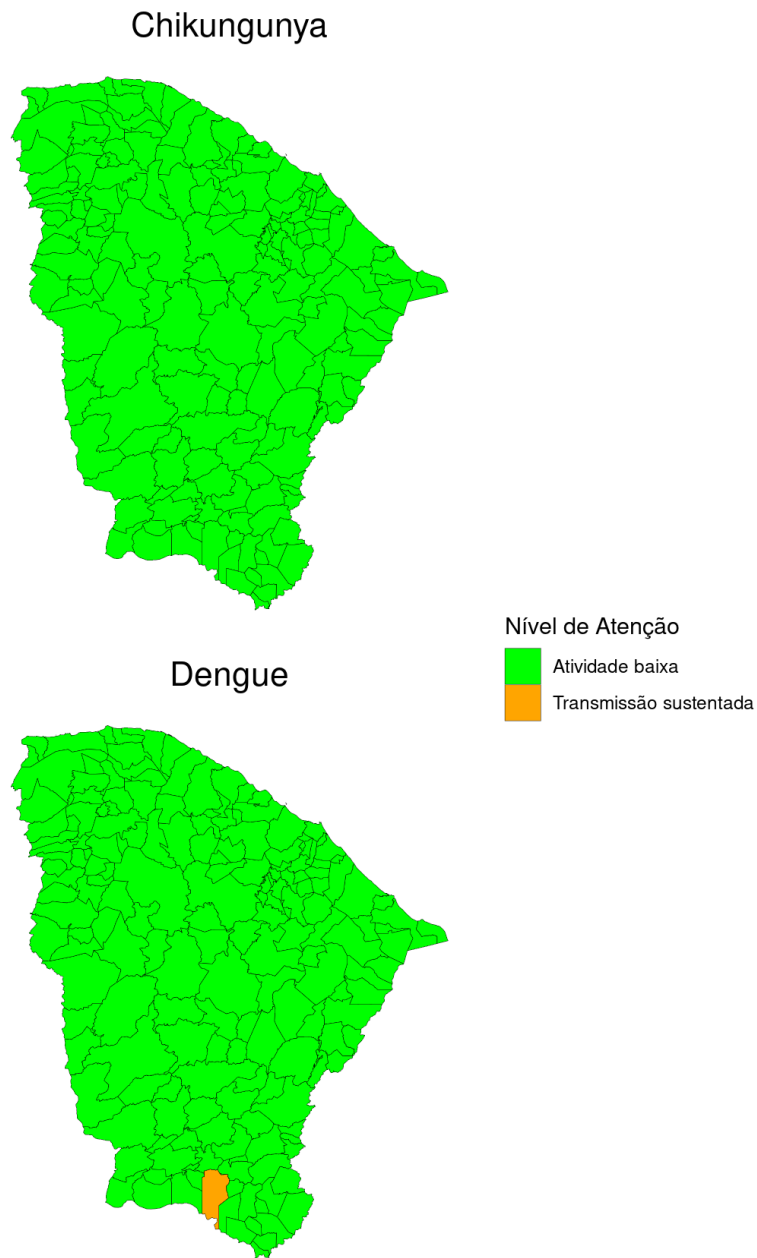 Chikungunya
Nível de Atenção
Atividade baixa
Transmissão sustentada
Dengue